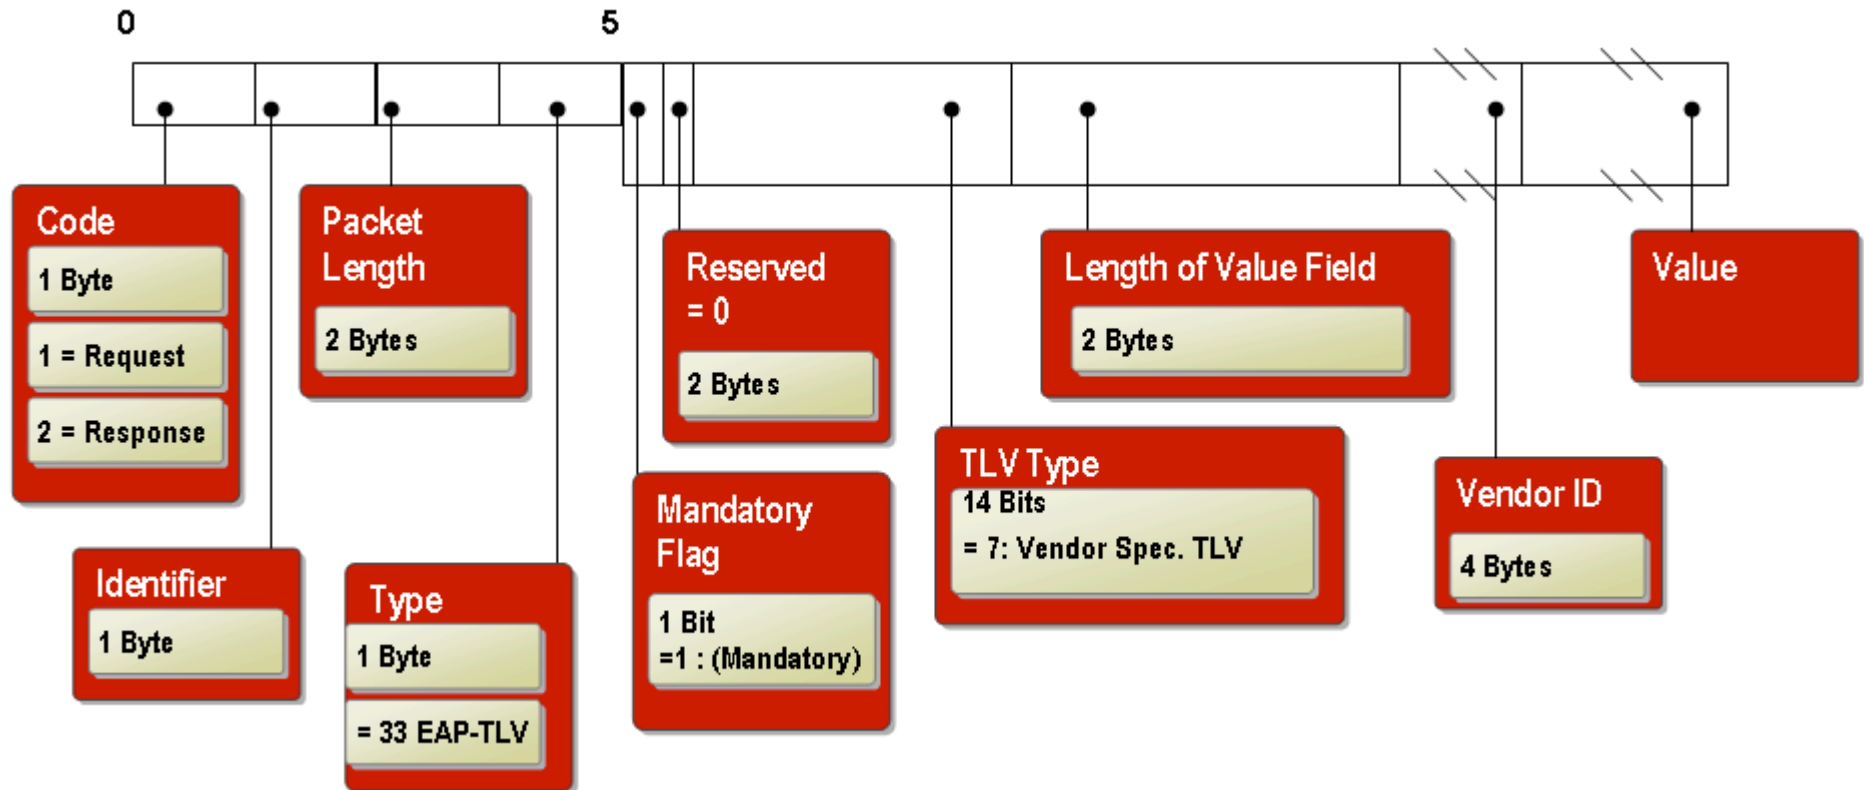 0
5
Code
1 Byte
1 = Request
2 = Response
Identifier
1 Byte
Packet
Length
2 Bytes
Type
1 Byte
= 33 EAP-TLV
Mandatory
Flag
1 Bit
=1 : (Mandatory)
Reserved
= 0
2 Bytes
TLV Type
14 Bits
= 7: Vendor Spec. TLV
Length of Value Field
2 Bytes
Vendor ID
4 Bytes
Value